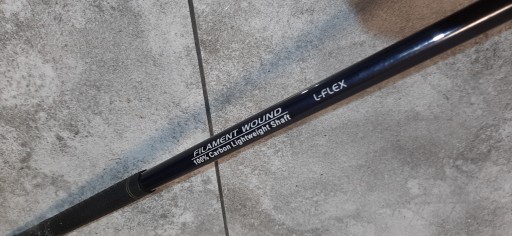 FILAMENT WOUND
100% Carbon Lightweight Shaft
L-FLEX